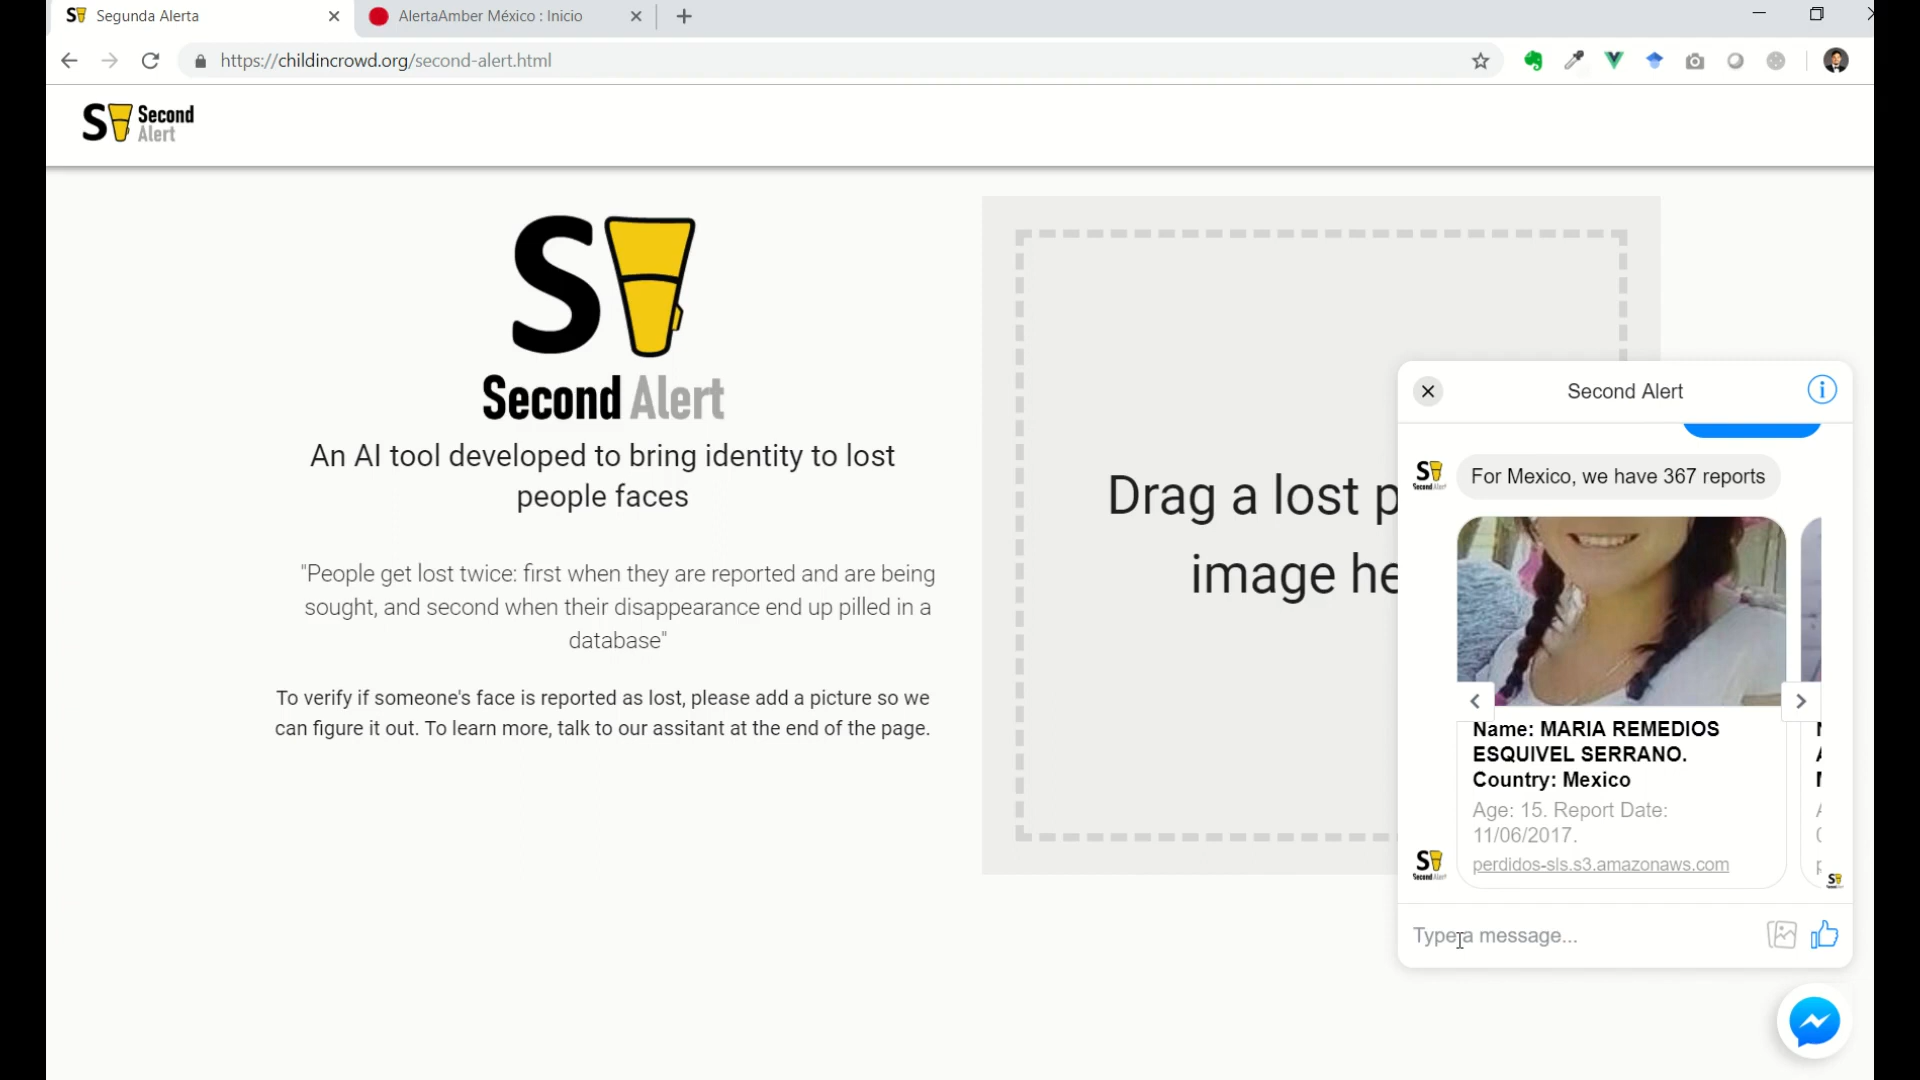 Segunda Alerta
AlertaAmber México : Inicio
https://childincrowd.org/second-alert.html
S Second
Alert
S
Second Alert
An AI tool developed to bring identity to lost
people faces
"People get lost twice: first when they are reported and are being
sought, and second when their disappearance end up pilled in a
database"
To verify if someone's face is reported as lost, please add a picture so we
can figure it out. To learn more, talk to our assitant at the end of the page.
Drag a lost p
image he
Second Alert
For Mexico, we have 367 reports
Name: MARIA REMEDIOS
ESQUIVEL SERRANO.
Country: Mexico
Age: 15. Report Date:
11/06/2017.
perdidos-sls.s3.amazonaws.com
Type a message...